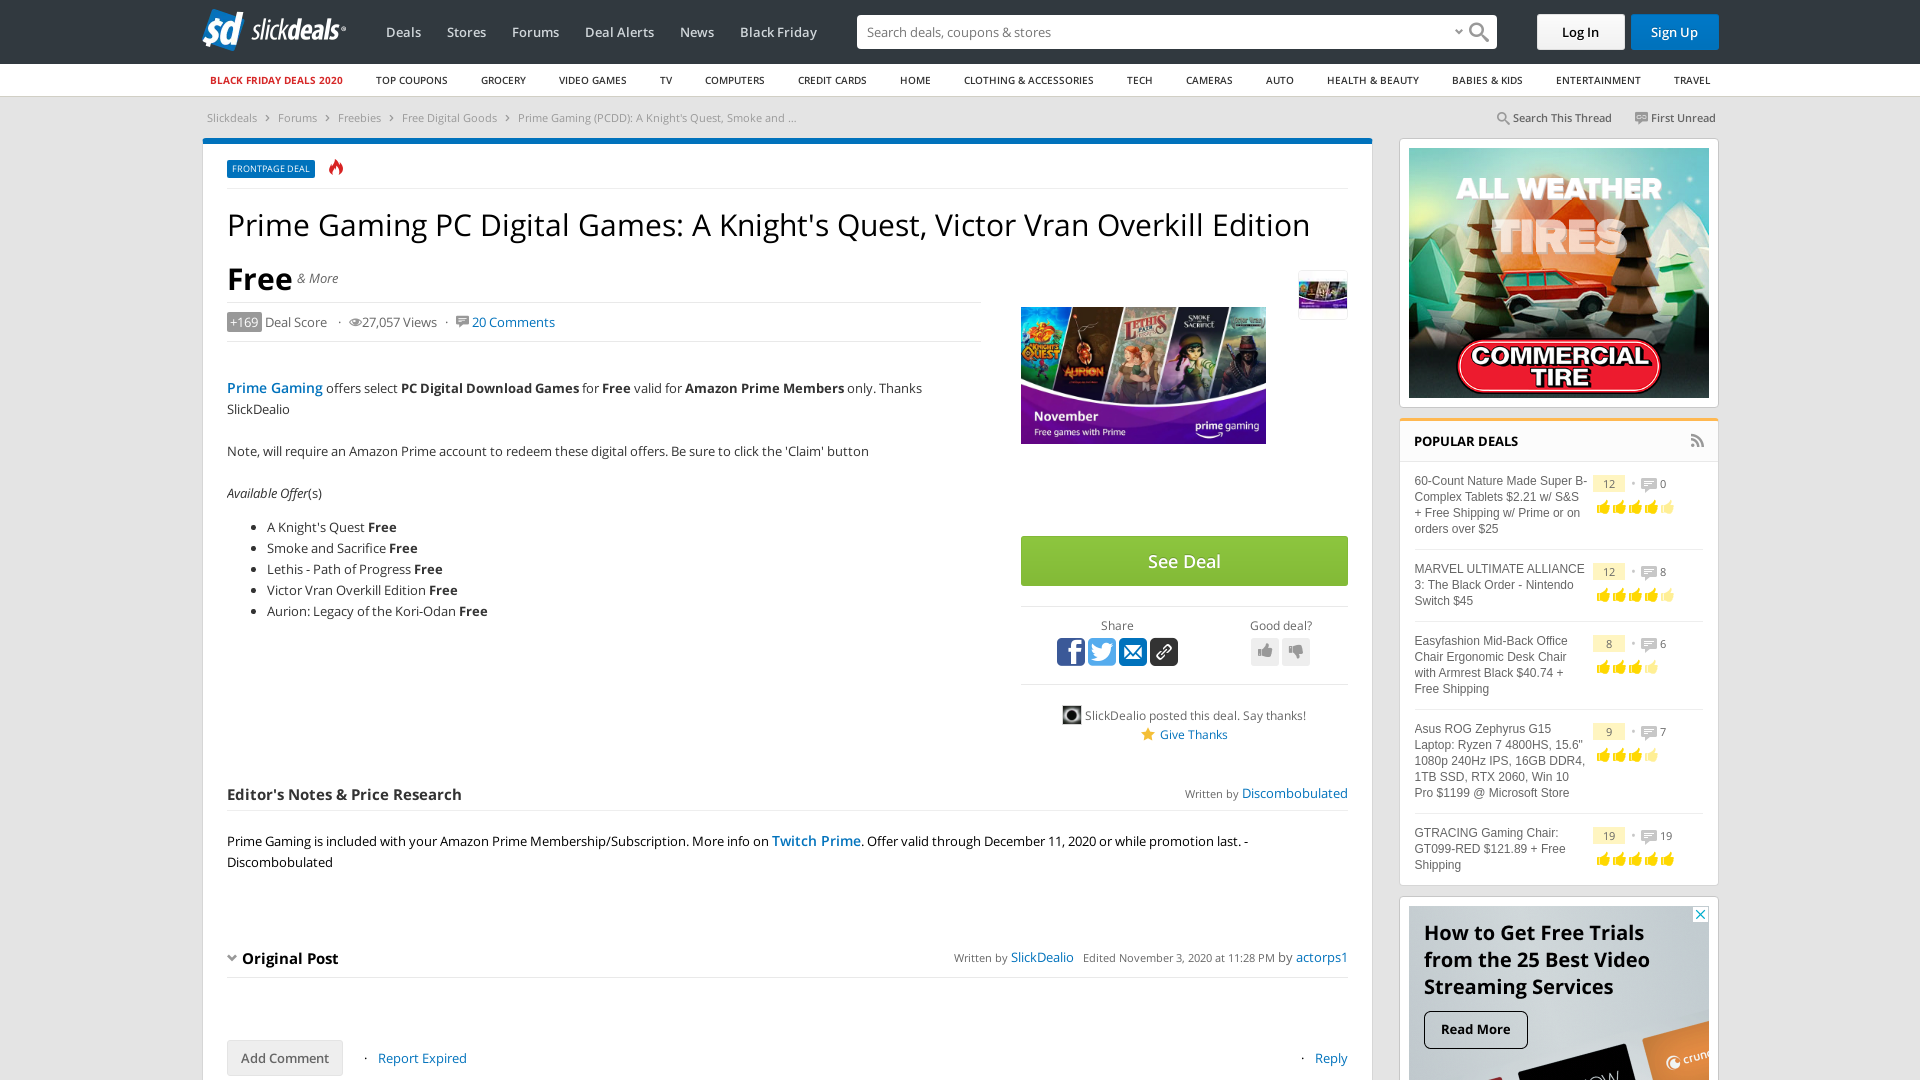 slickdeals
Deals Stores Forums Deal Alerts News Black Friday
Search deals, coupons & stores
Log In Sign Up
BLACK FRIDAY DEALS 2020 TOP COUPONS GROCERY VIDEO GAMES TV COMPUTERS CREDIT CARDS HOME CLOTHING & ACCESSORIES TECH CAMERAS AUTO HEALTH & BEAUTY BABIES & KIDS ENTERTAINMENT TRAVEL
Slickdeals > Forums > Freebies > Free Digital Goods > Prime Gaming (PCDD): A Knight's Quest, Smoke and ...
Search This Thread First Unread
FRONTPAGE DEAL
Prime Gaming PC Digital Games: A Knight's Quest, Victor Vran Overkill Edition
Free & More
+169 Deal Score · 27,057 Views · 20 Comments
Prime Gaming offers select PC Digital Download Games for Free valid for Amazon Prime Members only. Thanks
SlickDealio
Note, will require an Amazon Prime account to redeem these digital offers. Be sure to click the 'Claim' button
Available Offer(s)
• A Knight's Quest Free
• Smoke and Sacrifice Free
• Lethis - Path of Progress Free
• Victor Vran Overkill Edition Free
• Aurion: Legacy of the Kori-Odan Free
QUEST
AURION
LETHIS
SMOKE AND
SACRIFICE
November
Free games with Prime
prime gaming
See Deal
Share
Good deal?
SlickDealio posted this deal. Say thanks!
Give Thanks
Editor's Notes & Price Research
Written by Discombobulated
Prime Gaming is included with your Amazon Prime Membership/Subscription. More info on Twitch Prime. Offer valid through December 11, 2020 or while promotion last. -
Discombobulated
Original Post
Written by SlickDealio Edited November 3, 2020 at 11:28 PM by actorps1
Add Comment · Report Expired
· Reply
ALL WEATHER
TIRES
COMMERCIAL
TIRE
POPULAR DEALS
60-Count Nature Made Super B-
Complex Tablets $2.21 w/ S&S
+ Free Shipping w/ Prime or on
orders over $25
12 • 0
MARVEL ULTIMATE ALLIANCE
3: The Black Order - Nintendo
Switch $45
12 • 8
Easyfashion Mid-Back Office
Chair Ergonomic Desk Chair
with Armrest Black $40.74 +
Free Shipping
8 • 6
Asus ROG Zephyrus G15
Laptop: Ryzen 7 4800HS, 15.6"
1080p 240Hz IPS, 16GB DDR4,
1TB SSD, RTX 2060, Win 10
Pro $1199 @ Microsoft Store
9 • 7
GTRACING Gaming Chair:
GT099-RED $121.89 + Free
Shipping
19 • 19
How to Get Free Trials
from the 25 Best Video
Streaming Services
Read More